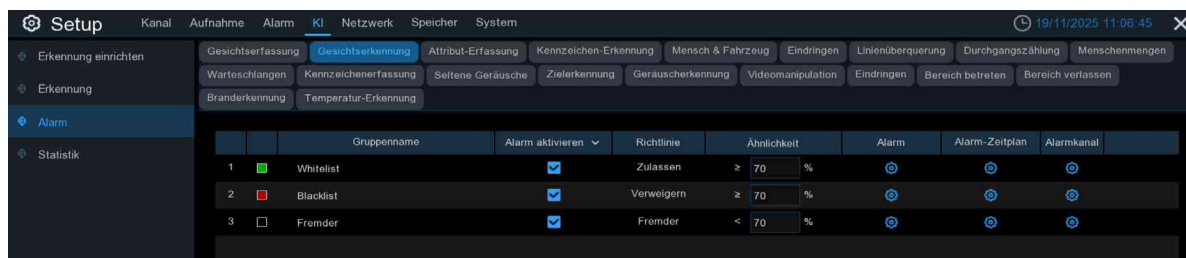 Setup Kanal Aufnahme Alarm KI Netzwerk Speicher System 19/11/2025 11:06:45
Erkennung einrichten
Erkennung
Alarm
Statistik
Gesichtserfassung Gesichtserkennung Attribut-Erfassung Kennzeichen-Erkennung Mensch & Fahrzeug Eindringen Linienüberquerung Durchgangszählung Menschenmengen
Warteschlangen Kennzeichenerfassung Seltene Geräusche Zielerkennung Geräuscherkennung Videomanipulation Eindringen Bereich betreten Bereich verlassen
Branderkennung Temperatur-Erkennung
Gruppenname Alarm aktivieren Richtlinie Ähnlichkeit Alarm Alarm-Zeitplan Alarmkanal
1 Whitelist Zulassen ≥ 70 %
2 Blacklist Verweigern ≥ 70 %
3 Fremder Fremder < 70 %